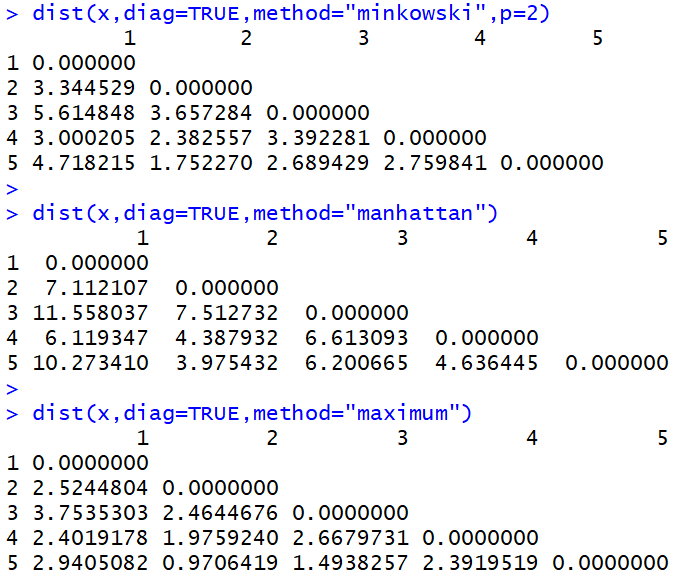 > dist(x,diag=TRUE,method="minkowski",p=2)
         1        2        3        4        5
1 0.000000
2 3.344529 0.000000
3 5.614848 3.657284 0.000000
4 3.000205 2.382557 3.392281 0.000000
5 4.718215 1.752270 2.689429 2.759841 0.000000
>
> dist(x,diag=TRUE,method="manhattan")
          1         2         3         4         5
1  0.000000
2  7.112107  0.000000
3 11.558037  7.512732  0.000000
4  6.119347  4.387932  6.613093  0.000000
5 10.273410  3.975432  6.200665  4.636445  0.000000
>
> dist(x,diag=TRUE,method="maximum")
          1         2         3         4         5
1 0.0000000
2 2.5244804 0.0000000
3 3.7535303 2.4644676 0.0000000
4 2.4019178 1.9759240 2.6679731 0.0000000
5 2.9405082 0.9706419 1.4938257 2.3919519 0.0000000